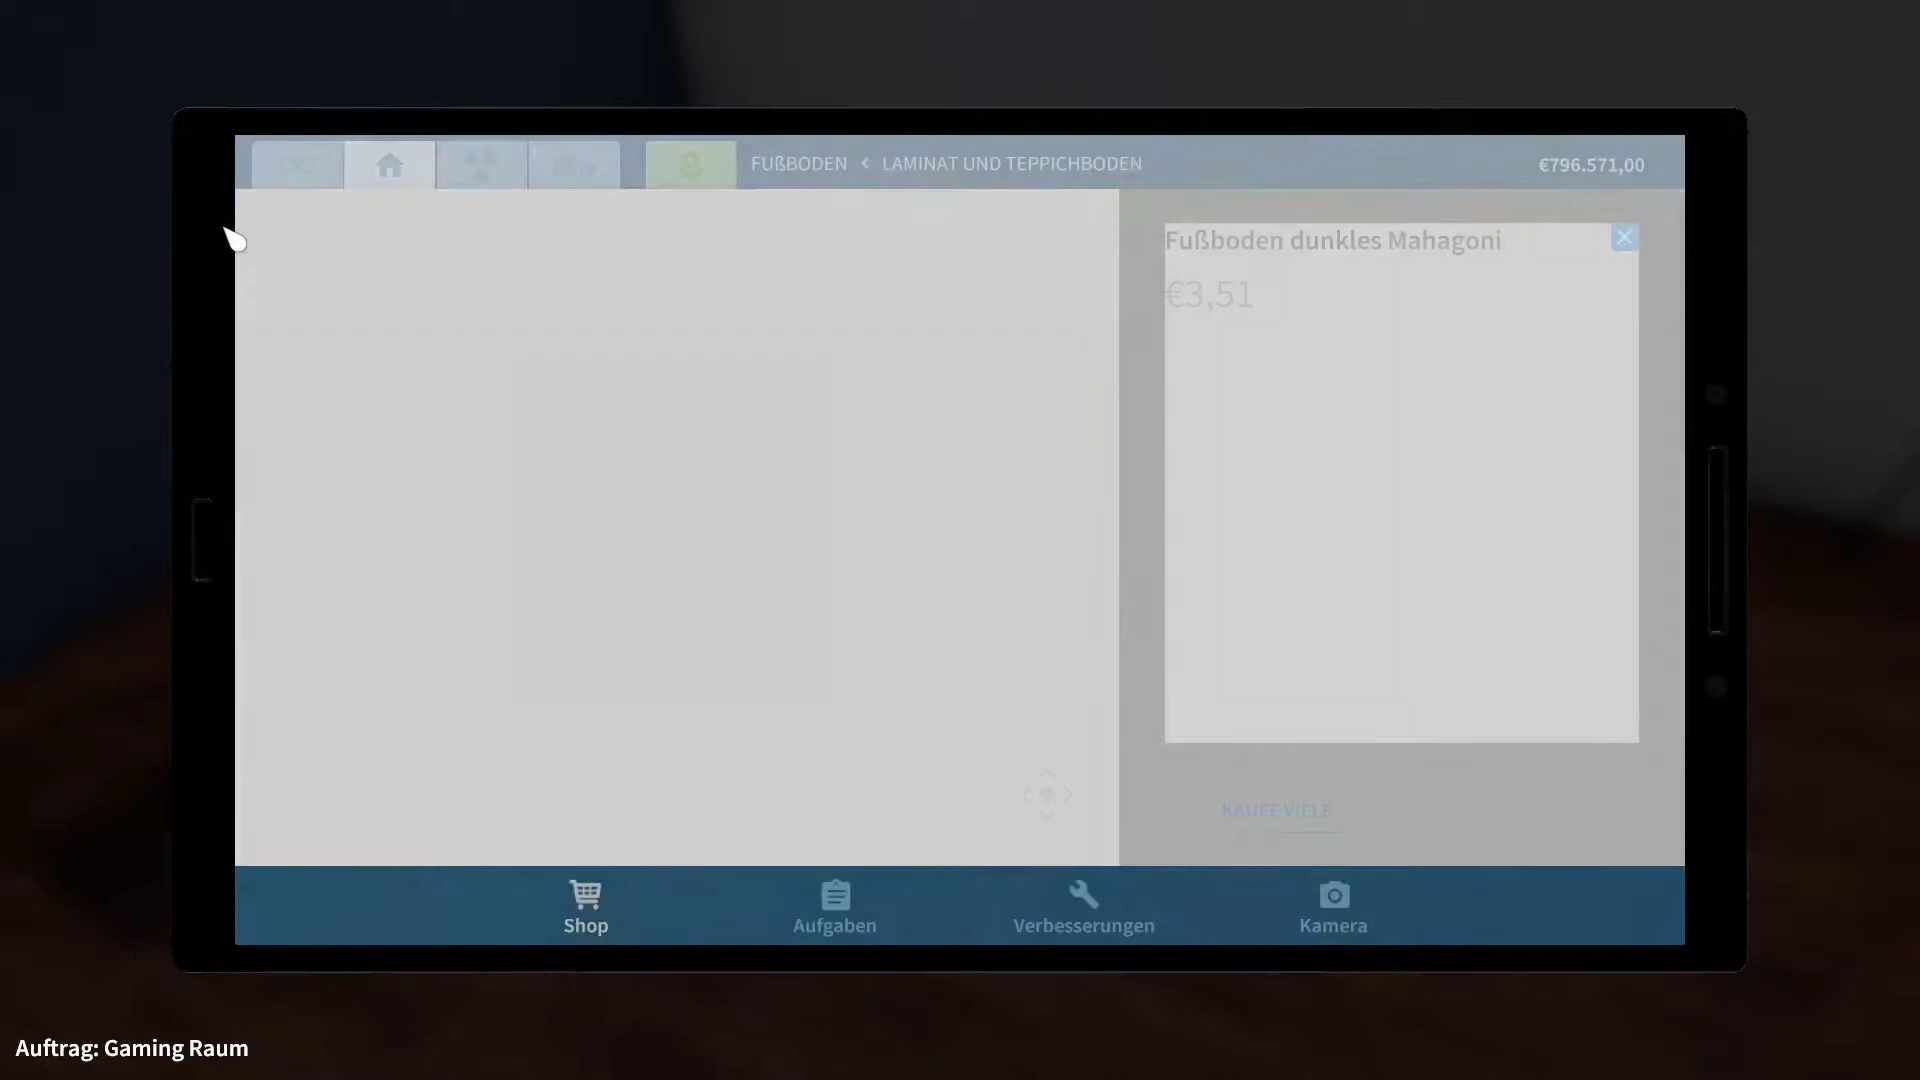 FUẞBODEN < LAMINAT UND TEPPICHBODEN
€796.571,00
Fußboden dunkles Mahagoni
€3,51
KAUFE VIELE
Shop
Aufgaben
Verbesserungen
Kamera
Auftrag: Gaming Raum